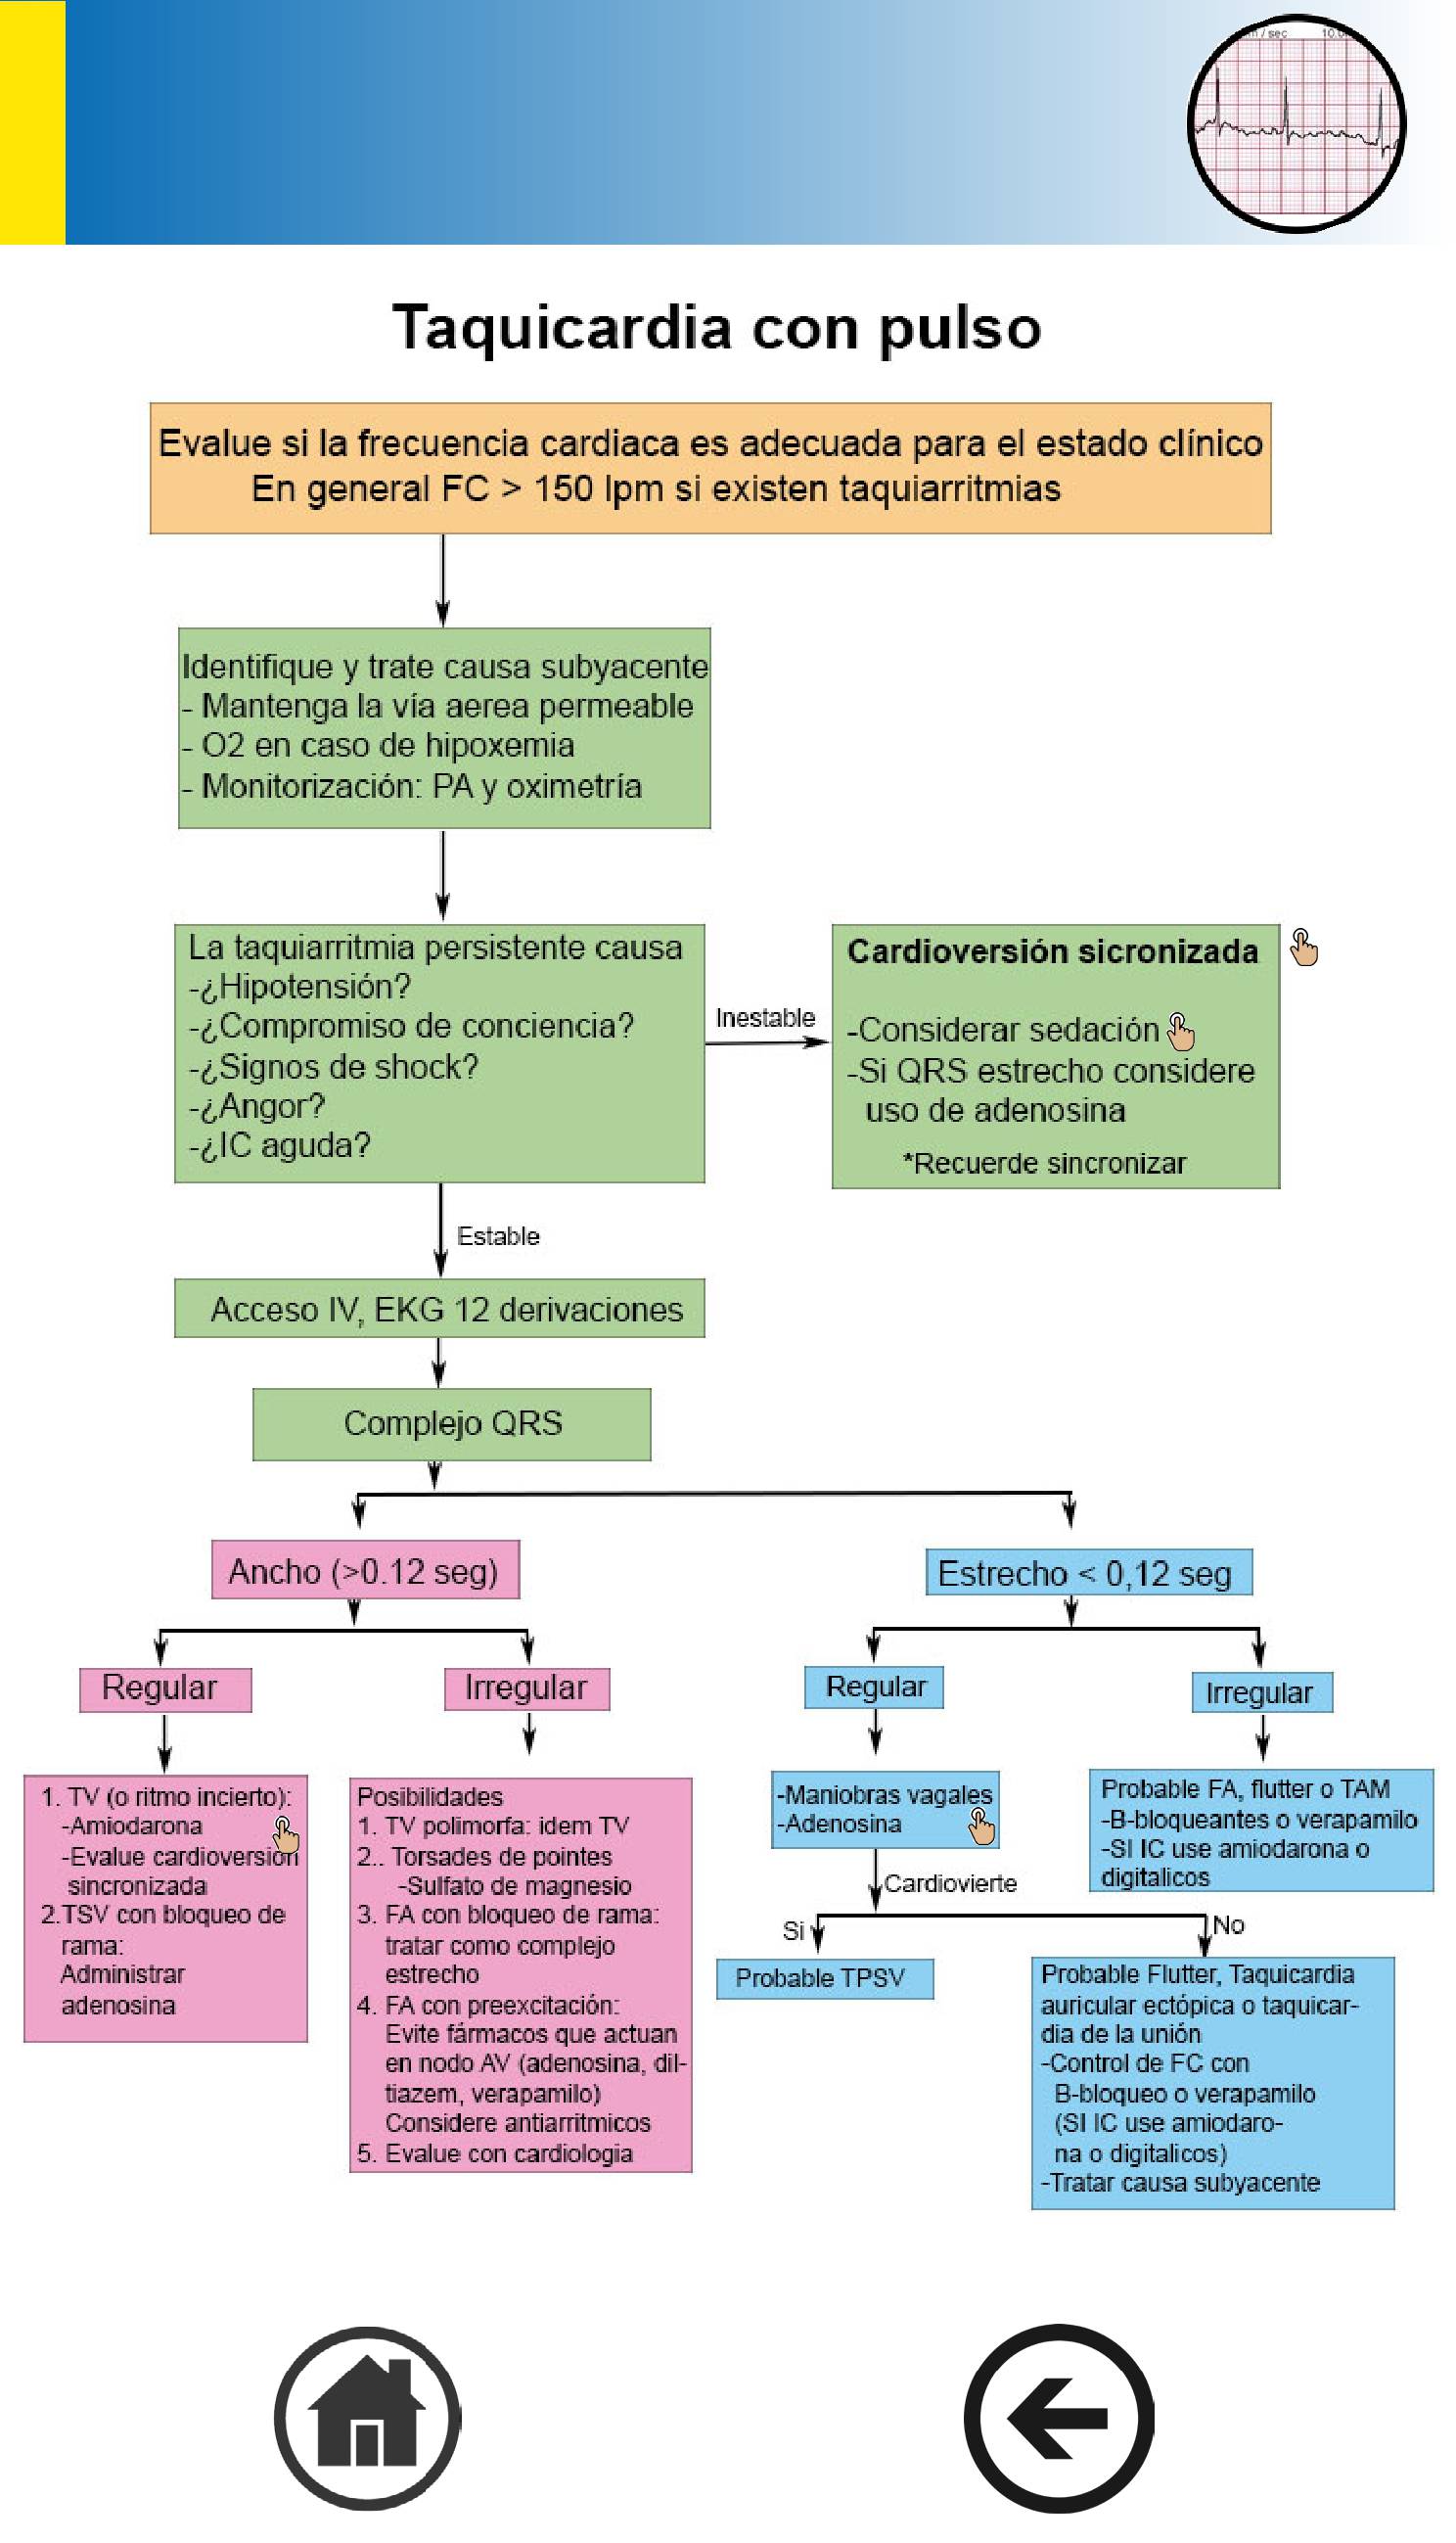 Taquicardia con pulso
Evalue si la frecuencia cardiaca es adecuada para el estado clínico
En general FC > 150 lpm si existen taquiarritmias
Identifique y trate causa subyacente
- Mantenga la vía aerea permeable
- O2 en caso de hipoxemia
- Monitorización: PA y oximetría
La taquiarritmia persistente causa
-¿Hipotensión?
-¿Compromiso de conciencia?
-¿Signos de shock?
-¿Angor?
-¿IC aguda?
Inestable
Cardioversión sicronizada
-Considerar sedación
-Si QRS estrecho considere
uso de adenosina
*Recuerde sincronizar
Estable
Acceso IV, EKG 12 derivaciones
Complejo QRS
Ancho (>0.12 seg)
Regular
1. TV (o ritmo incierto):
-Amiodarona
-Evalue cardioversión
sincronizada
2.TSV con bloqueo de
rama:
Administrar
adenosina
Irregular
Posibilidades
1. TV polimorfa: idem TV
2.. Torsades de pointes
-Sulfato de magnesio
3. FA con bloqueo de rama:
tratar como complejo
estrecho
4. FA con preexcitación:
Evite fármacos que actuan
en nodo AV (adenosina, dil-
tiazem, verapamilo)
Considere antiarritmicos
5. Evalue con cardiologia
Estrecho < 0,12 seg
Regular
-Maniobras vagales
-Adenosina
Cardiovierte
Si
Probable TPSV
No
Probable Flutter, Taquicardia
auricular ectópica o taquicar-
dia de la unión
-Control de FC con
B-bloqueo o verapamilo
(SI IC use amiodaro-
na o digitalicos)
-Tratar causa subyacente
Irregular
Probable FA, flutter o TAM
-B-bloqueantes o verapamilo
-SI IC use amiodarona o
digitalicos